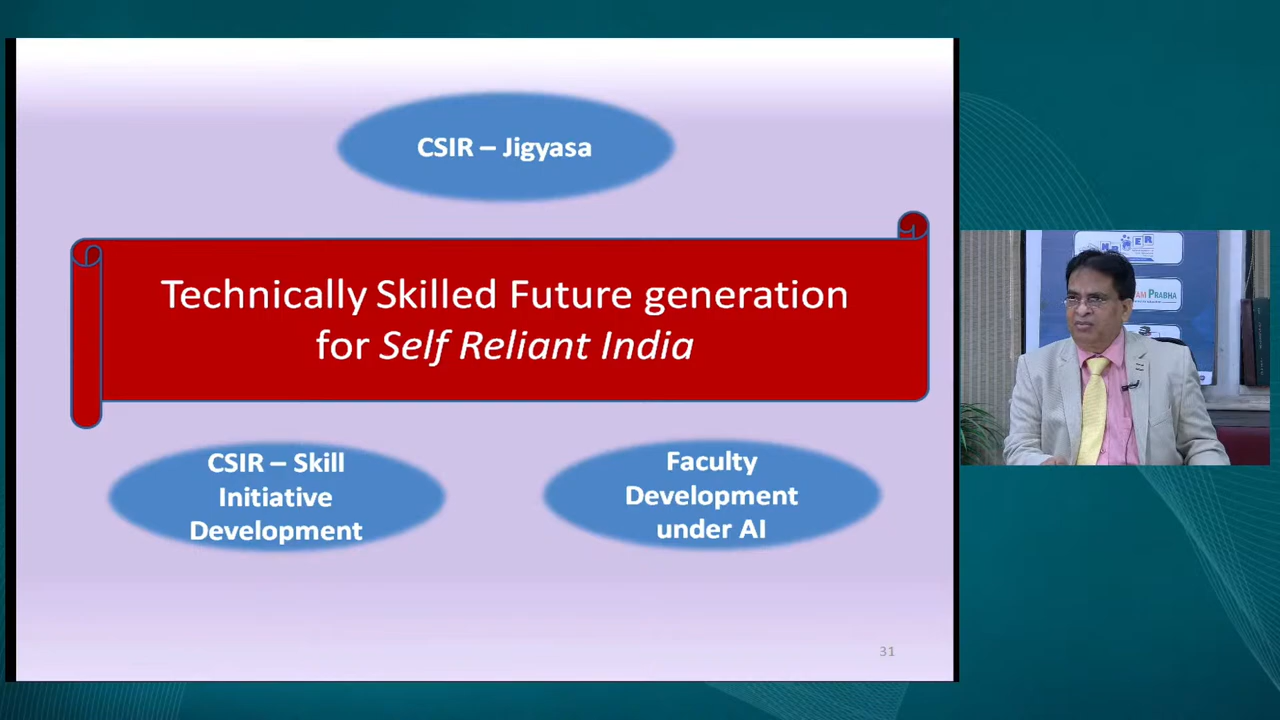 CSIR – Jigyasa
Technically Skilled Future generation
for Self Reliant India
CSIR – Skill
Initiative
Development
Faculty
Development
under AI
31
PRABHA